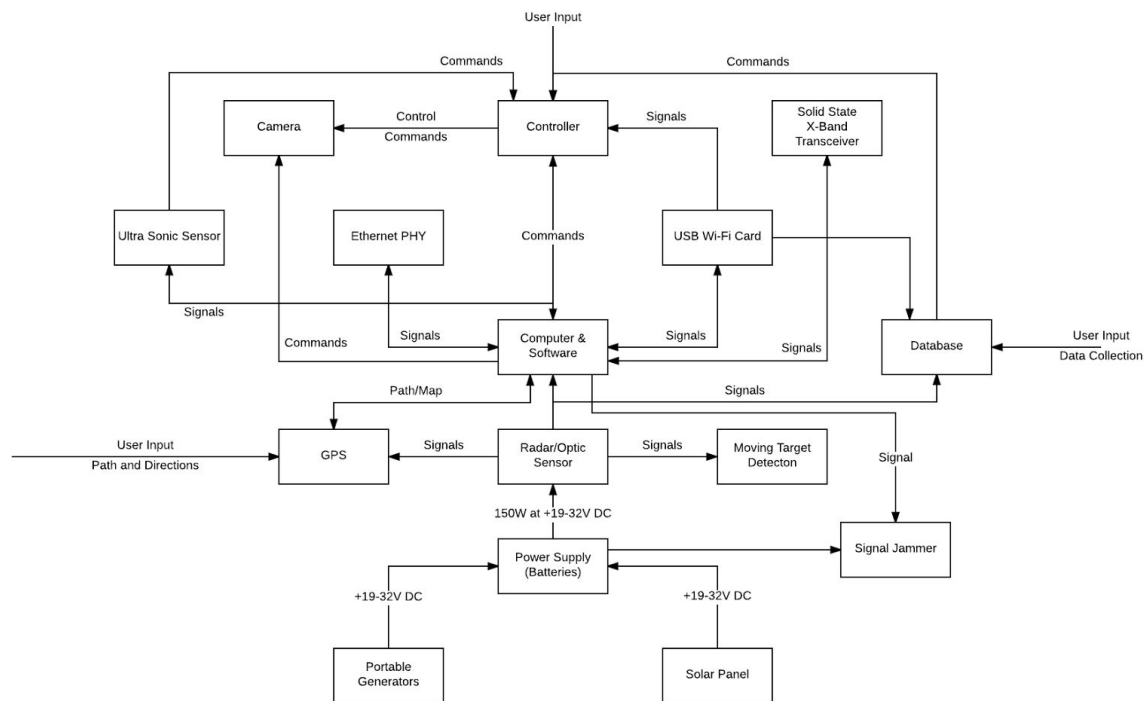 User Input
Commands
Commands
Camera
Control
Commands
Controller
Signals
Solid State
X-Band
Transceiver
Ultra Sonic Sensor
Ethernet PHY
Commands
USB Wi-Fi Card
Signals
Commands
Signals
Computer &
Software
Signals
Signals
Database
User Input
Data Collection
Path/Map
Signals
User Input
Path and Directions
GPS
Signals
Radar/Optic
Sensor
Signals
Moving Target
Detecton
Signal
150W at +19-32V DC
Power Supply
(Batteries)
Signal Jammer
+19-32V DC
+19-32V DC
Portable
Generators
Solar Panel